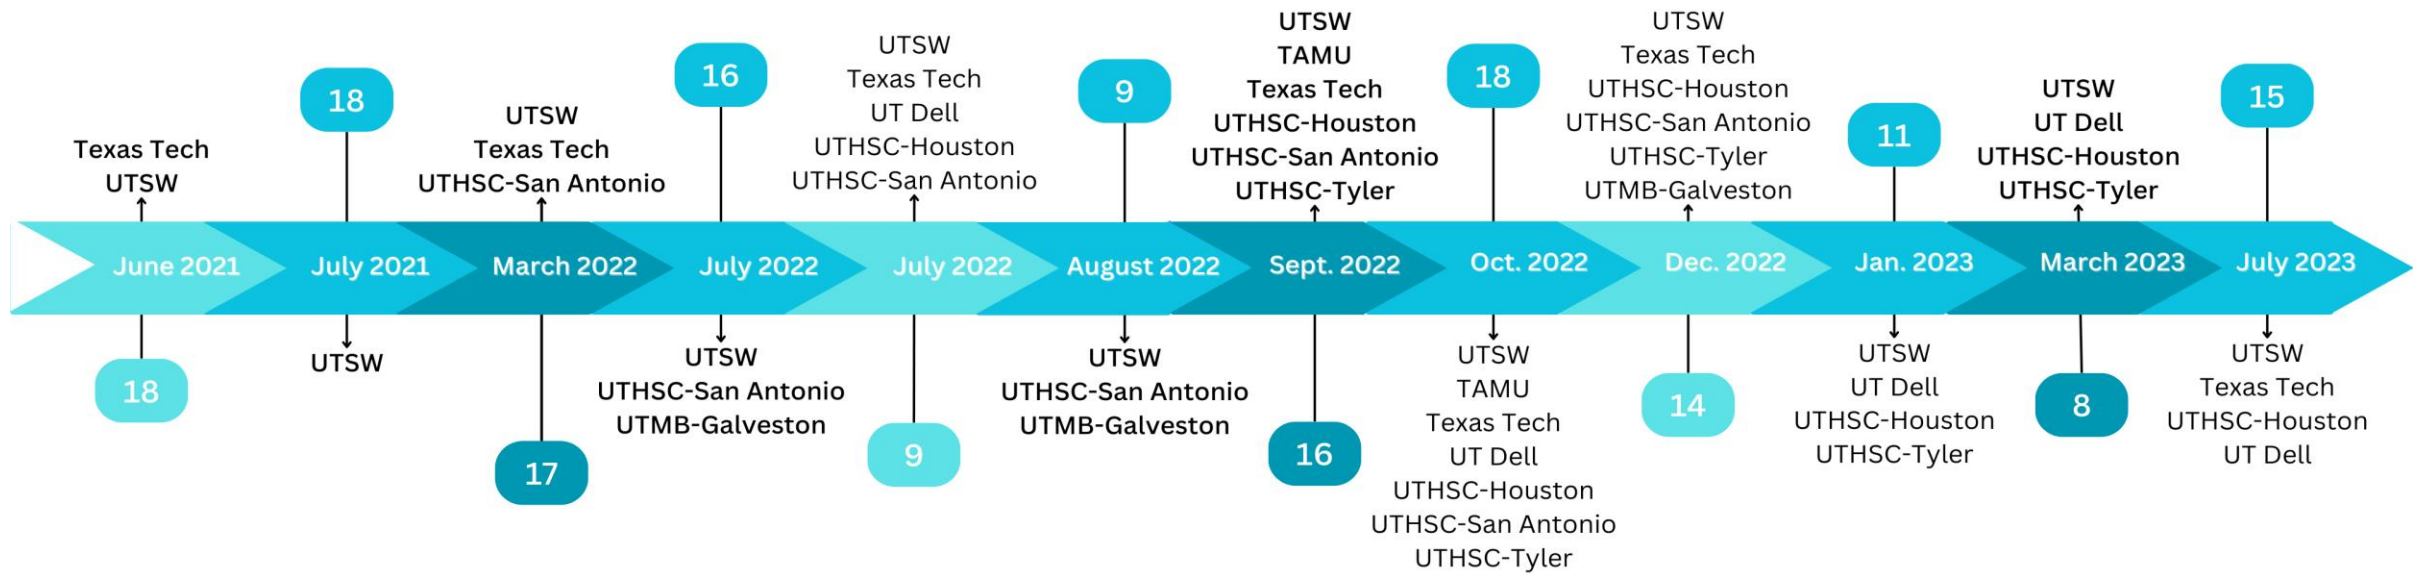 Texas Tech
UTSW
June 2021
18
18
July 2021
UTSW
UTSW
Texas Tech
UTHSC-San Antonio
March 2022
17
16
July 2022
UTSW
UTHSC-San Antonio
UTMB-Galveston
UTSW
Texas Tech
UT Dell
UTHSC-Houston
UTHSC-San Antonio
July 2022
9
9
August 2022
UTSW
UTHSC-San Antonio
UTMB-Galveston
UTSW
TAMU
Texas Tech
UTHSC-Houston
UTHSC-San Antonio
UTHSC-Tyler
Sept. 2022
16
18
Oct. 2022
UTSW
TAMU
Texas Tech
UT Dell
UTHSC-Houston
UTHSC-San Antonio
UTHSC-Tyler
UTSW
Texas Tech
UTHSC-Houston
UTHSC-San Antonio
UTHSC-Tyler
UTMB-Galveston
Dec. 2022
14
11
Jan. 2023
UTSW
UT Dell
UTHSC-Houston
UTHSC-Tyler
UTSW
UT Dell
UTHSC-Houston
UTHSC-Tyler
March 2023
8
15
July 2023
UTSW
Texas Tech
UTHSC-Houston
UT Dell